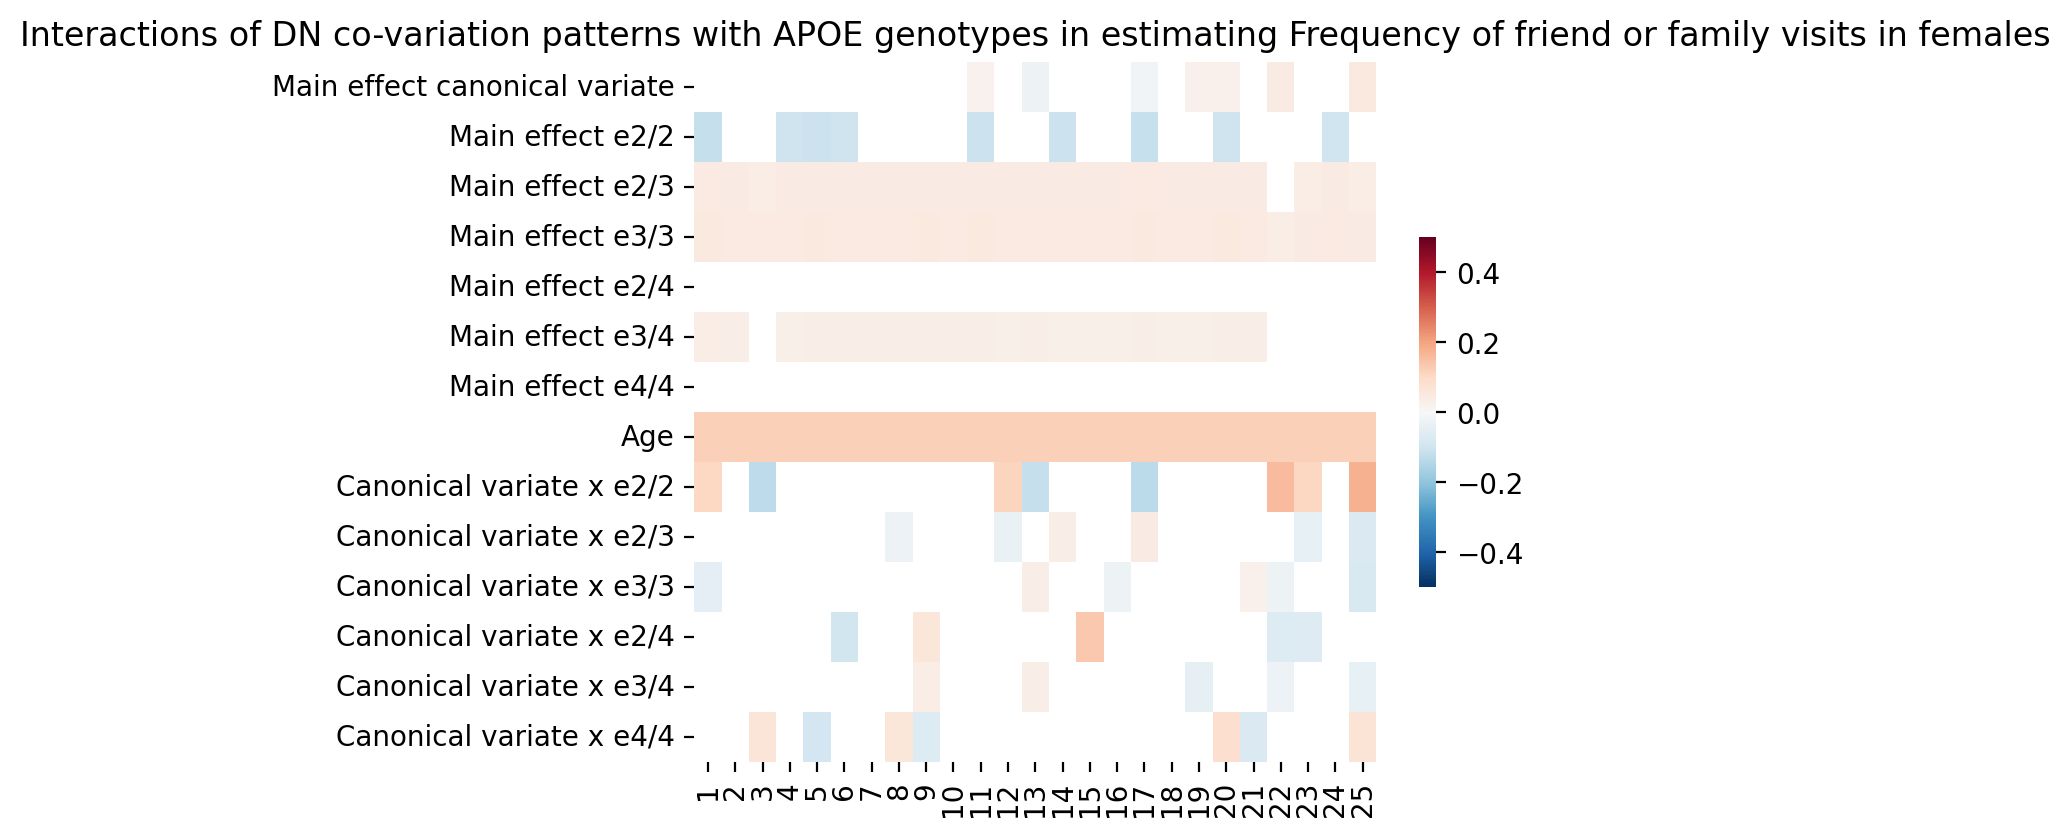 Interactions of DN co-variation patterns with APOE genotypes in estimating Frequency of friend or family visits in females
Main effect canonical variate
Main effect e2/2
Main effect e2/3
Main effect e3/3
Main effect e2/4
Main effect e3/4
Main effect e4/4
Age
Canonical variate x e2/2
Canonical variate x e2/3
Canonical variate x e3/3
Canonical variate x e2/4
Canonical variate x e3/4
Canonical variate x e4/4
1 2 3 4 5 6 7 8 9 10 11 12 13 14 15 16 17 18 19 20 21 22 23 24 25
0.4
0.2
0.0
−0.2
−0.4